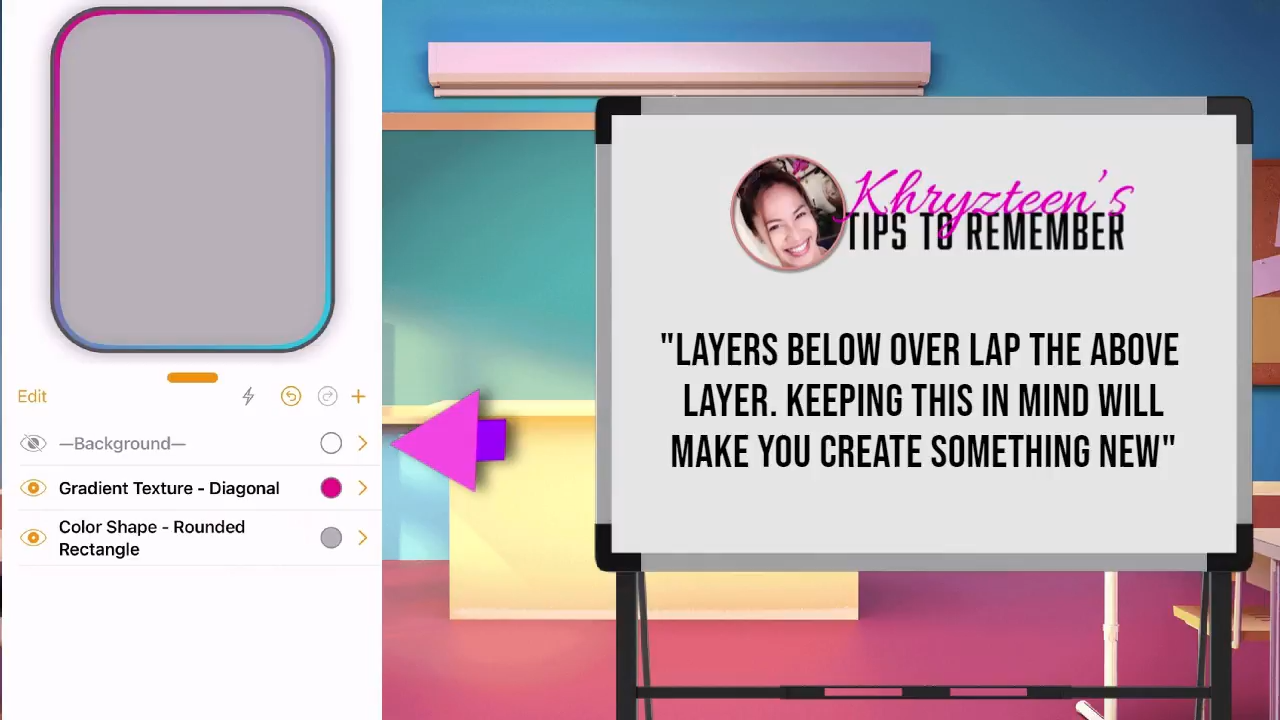 Edit
—Background—
Gradient Texture - Diagonal
Color Shape - Rounded
Rectangle
Khryzteen's
TIPS TO REMEMBER
"LAYERS BELOW OVER LAP THE ABOVE
LAYER. KEEPING THIS IN MIND WILL
MAKE YOU CREATE SOMETHING NEW"